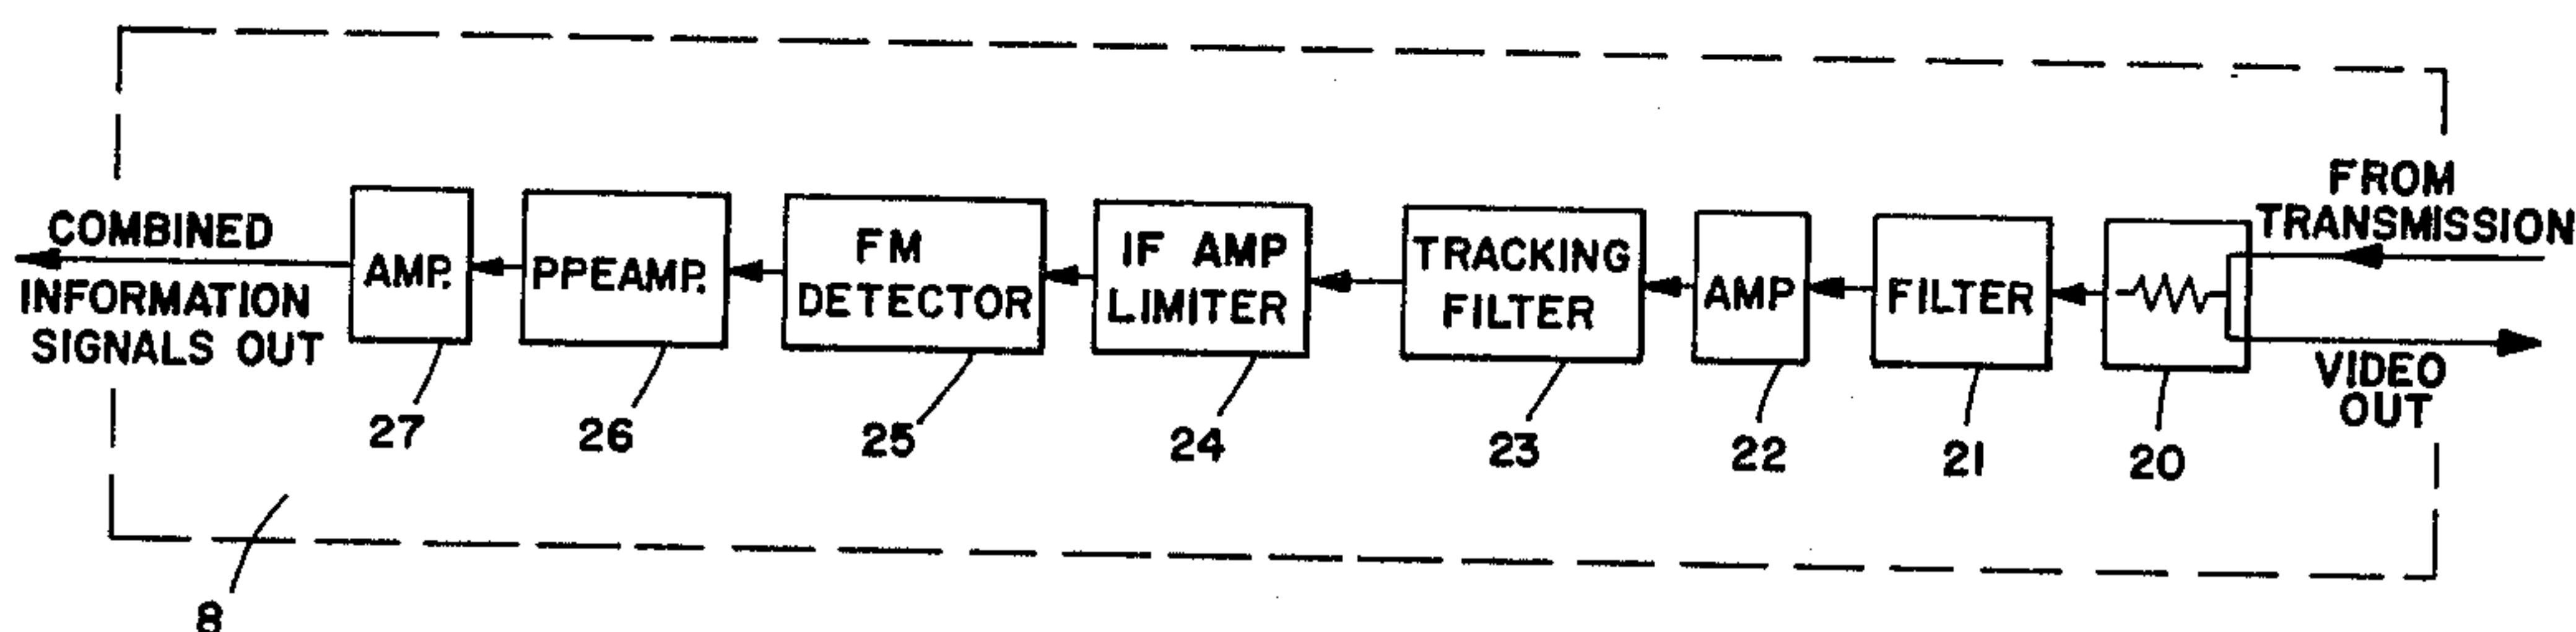 COMBINED
INFORMATION
SIGNALS OUT
AMP.
PPEAMP.
FM
DETECTOR
IF AMP
LIMITER
TRACKING
FILTER
AMP
FILTER
FROM
TRANSMISSION
VIDEO
OUT
27
26
25
24
23
22
21
20
8